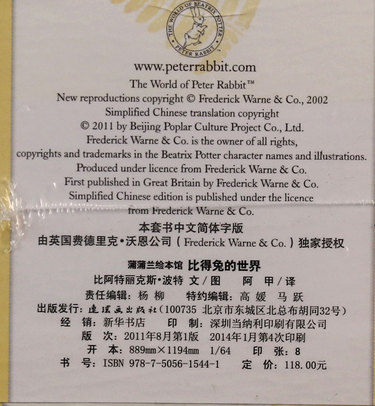 THE WORLD OF BEATRIX POTTER
PETER RABBIT
www.peterrabbit.com
The World of Peter Rabbit™
New reproductions copyright © Frederick Warne & Co., 2002
Simplified Chinese translation copyright
© 2011 by Beijing Poplar Culture Project Co., Ltd.
Frederick Warne & Co. is the owner of all rights,
copyrights and trademarks in the Beatrix Potter character names and illustrations.
Produced under licence from Frederick Warne & Co.
First published in Great Britain by Frederick Warne & Co.
Simplified Chinese edition is published under the licence
from Frederick Warne & Co.
本套书中文简体字版
由英国费德里克·沃恩公司（Frederick Warne & Co.）独家授权
蒲蒲兰绘本馆 比得兔的世界
比阿特丽克斯·波特 文/图 阿 甲/译
责任编辑：杨 柳 特约编辑：高 媛 马 跃
出版发行：连环画出版社（100735 北京市东城区北总布胡同32号）
经 销：新华书店 印 制：深圳当纳利印刷有限公司
版 次：2011年8月第1版 2014年1月第4次印刷
开 本：889mm×1194mm 1/64 印 张：8
书 号：ISBN 978-7-5056-1544-1 定 价：118.00元